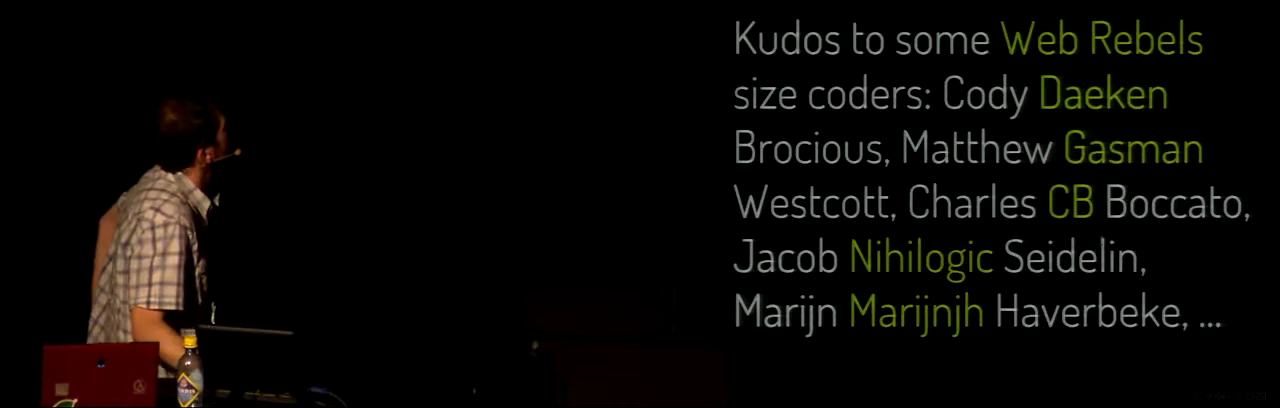 Kudos to some Web Rebels
size coders: Cody Daeken
Brocious, Matthew Gasman
Westcott, Charles CB Boccato,
Jacob Nihilogic Seidelin,
Marijn Marijnjh Haverbeke, ...